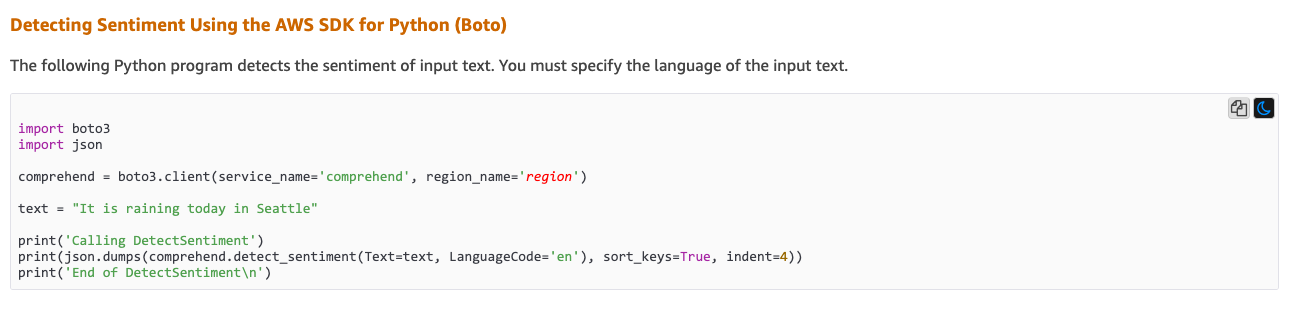 Detecting Sentiment Using the AWS SDK for Python (Boto)
The following Python program detects the sentiment of input text. You must specify the language of the input text.
import boto3
import json
comprehend = boto3.client(service_name='comprehend', region_name='region')
text = "It is raining today in Seattle"
print('Calling DetectSentiment')
print(json.dumps(comprehend.detect_sentiment(Text=text, LanguageCode='en'), sort_keys=True, indent=4))
print('End of DetectSentiment\n')